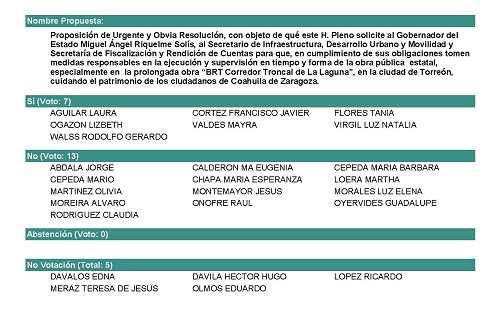 Nombre Propuesta:
Proposición de Urgente y Obvia Resolución, con objeto de qué este H. Pleno solicite al Gobernador del
Estado Miguel Ángel Riquelme Solís, al Secretario de Infraestructura, Desarrollo Urbano y Movilidad y
Secretaría de Fiscalización y Rendición de Cuentas para que, en cumplimiento de sus obligaciones tomen
medidas responsables en la ejecución y supervisión en tiempo y forma de la obra pública estatal,
especialmente en la prolongada obra "BRT Corredor Troncal de La Laguna", en la ciudad de Torreón,
cuidando el patrimonio de los ciudadanos de Coahuila de Zaragoza.
Sí (Voto: 7)
AGUILAR LAURA CORTEZ FRANCISCO JAVIER FLORES TANIA
OGAZON LIZBETH VALDES MAYRA VIRGIL LUZ NATALIA
WALSS RODOLFO GERARDO
No (Voto: 13)
ABDALA JORGE CALDERON MA EUGENIA CEPEDA MARIA BARBARA
CEPEDA MARIO CHAPA MARIA ESPERANZA LOERA MARTHA
MARTINEZ OLIVIA MONTEMAYOR JESUS MORALES LUZ ELENA
MOREIRA ALVARO ONOFRE RAUL OYERVIDES GUADALUPE
RODRIGUEZ CLAUDIA
Abstención (Voto: 0)
No Votación (Total: 5)
DAVALOS EDNA DAVILA HECTOR HUGO LOPEZ RICARDO
MERAZ TERESA DE JESUS OLMOS EDUARDO